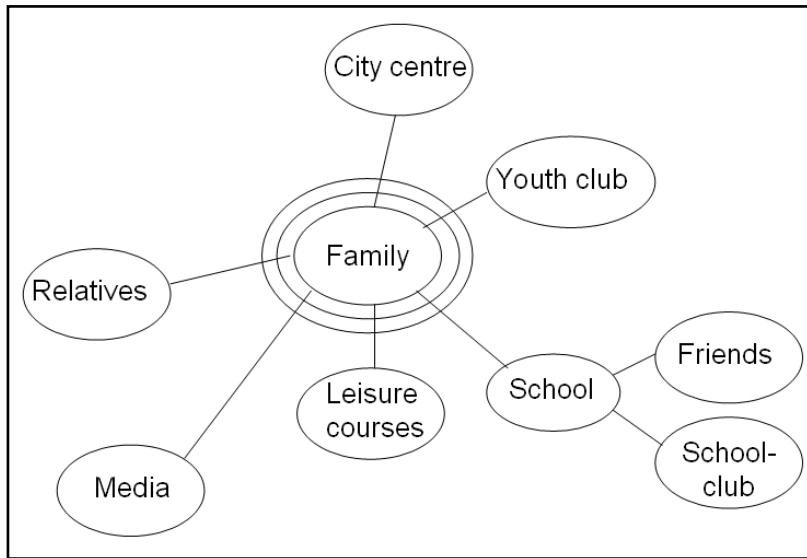 City centre
Youth club
Family
Relatives
Friends
School
Leisure
courses
School-
club
Media